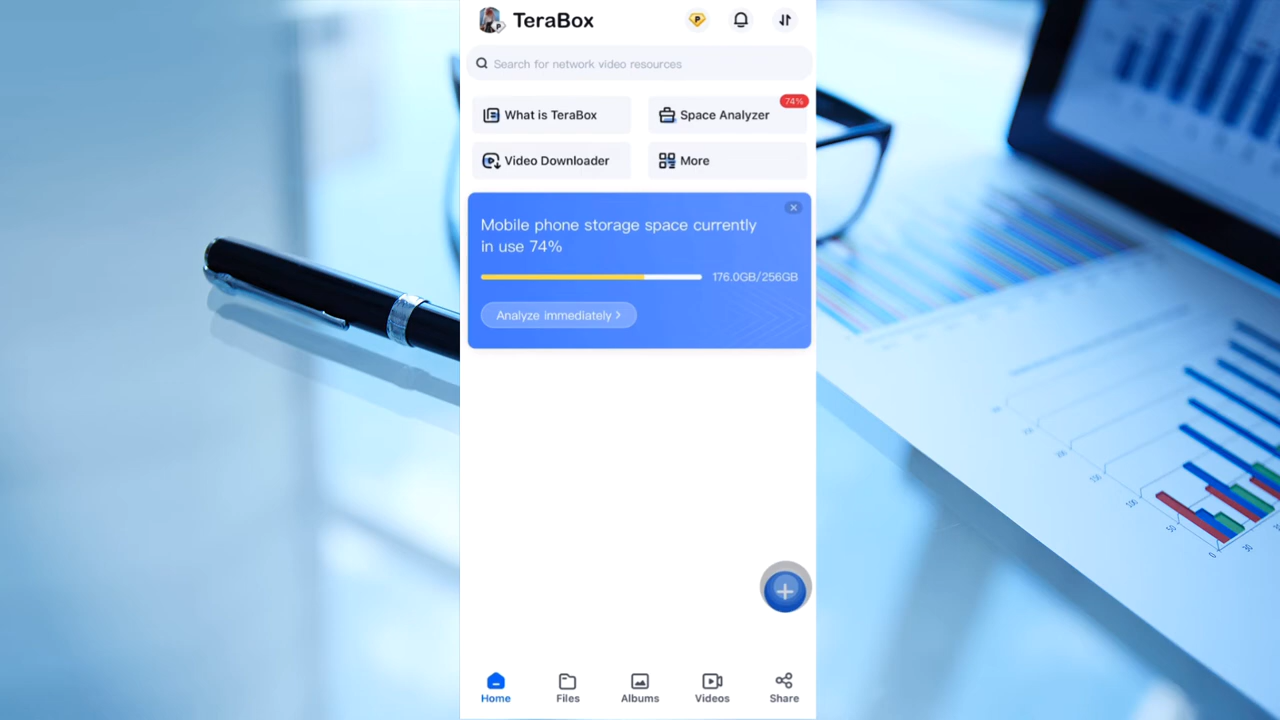 TeraBox
Search for network video resources
What is TeraBox
Space Analyzer
74%
Video Downloader
More
Mobile phone storage space currently
in use 74%
176.0GB/256GB
Analyze immediately >
Home
Files
Albums
Videos
Share